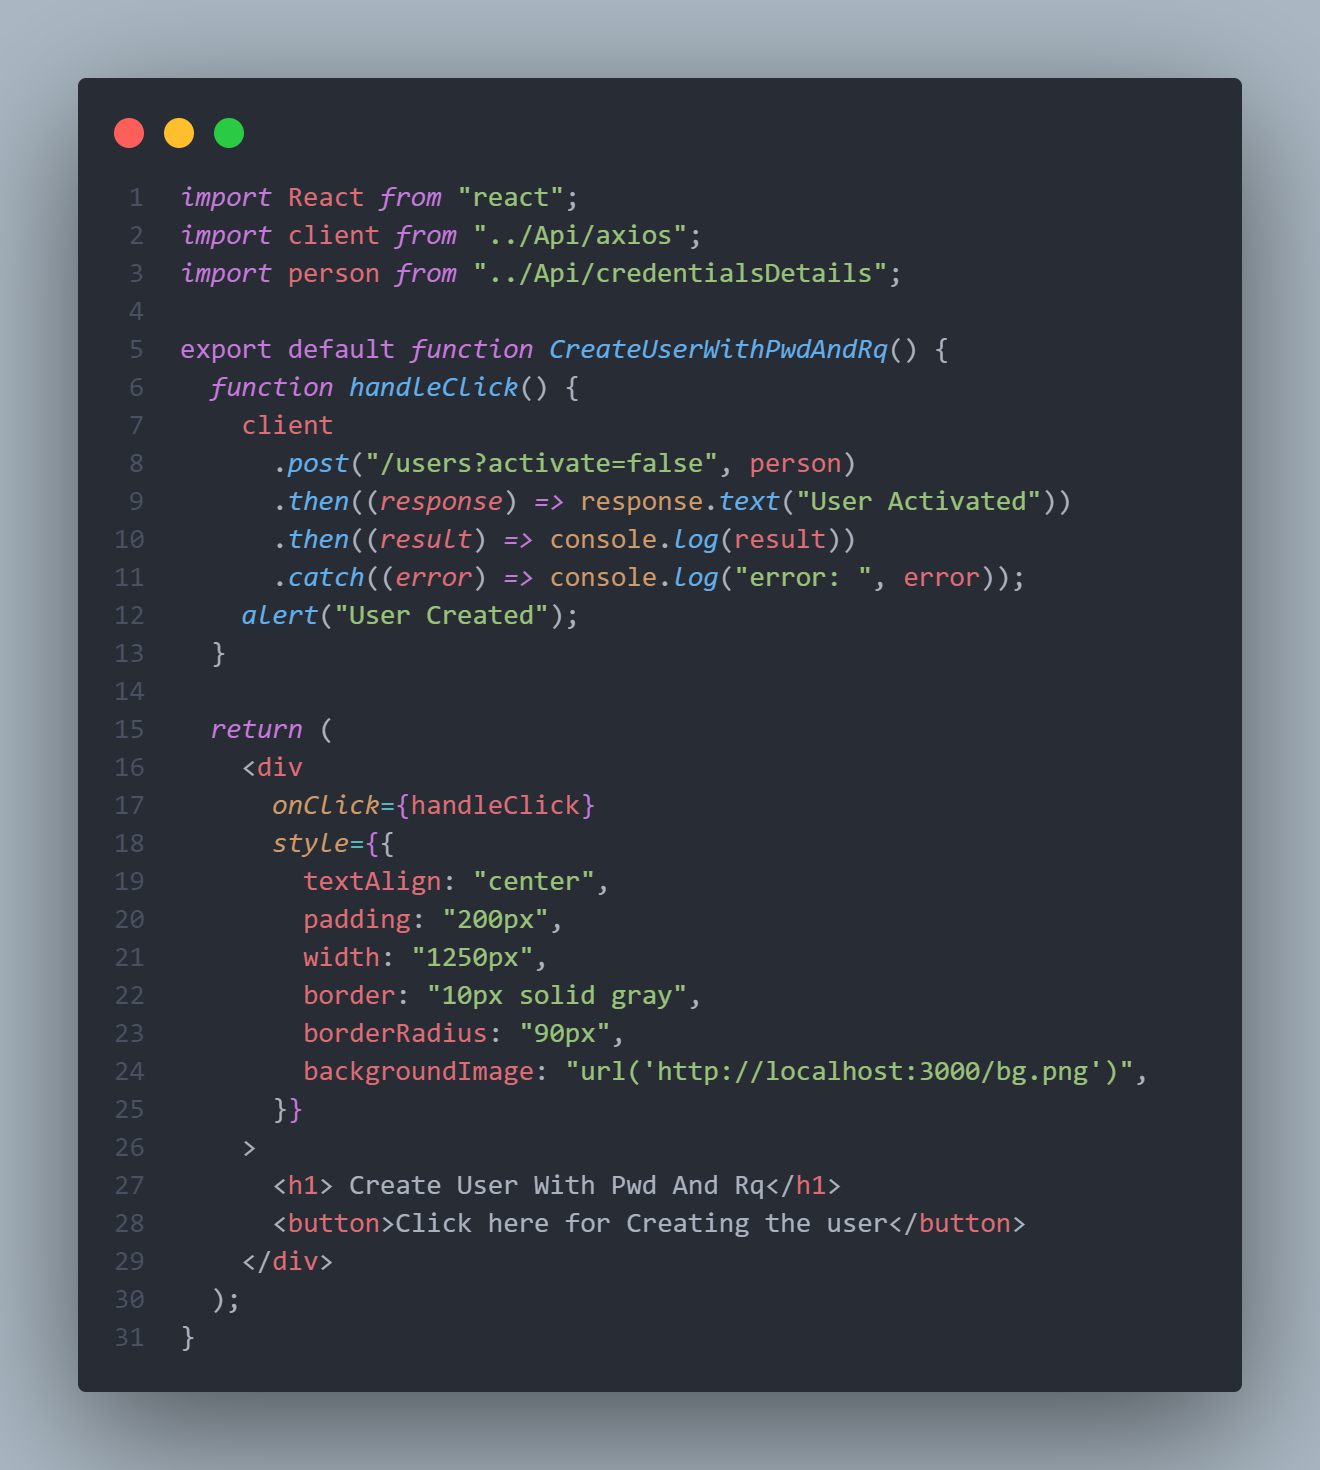 1 import React from "react";
2 import client from "../Api/axios";
3 import person from "../Api/credentialsDetails";
4
5 export default function CreateUserWithPwdAndRq() {
6   function handleClick() {
7     client
8       .post("/users?activate=false", person)
9       .then((response) => response.text("User Activated"))
10       .then((result) => console.log(result))
11       .catch((error) => console.log("error: ", error));
12     alert("User Created");
13   }
14
15   return (
16     <div
17       onClick={handleClick}
18       style={{
19         textAlign: "center",
20         padding: "200px",
21         width: "1250px",
22         border: "10px solid gray",
23         borderRadius: "90px",
24         backgroundImage: "url('http://localhost:3000/bg.png')",
25       }}
26     >
27       <h1> Create User With Pwd And Rq</h1>
28       <button>Click here for Creating the user</button>
29     </div>
30   );
31 }